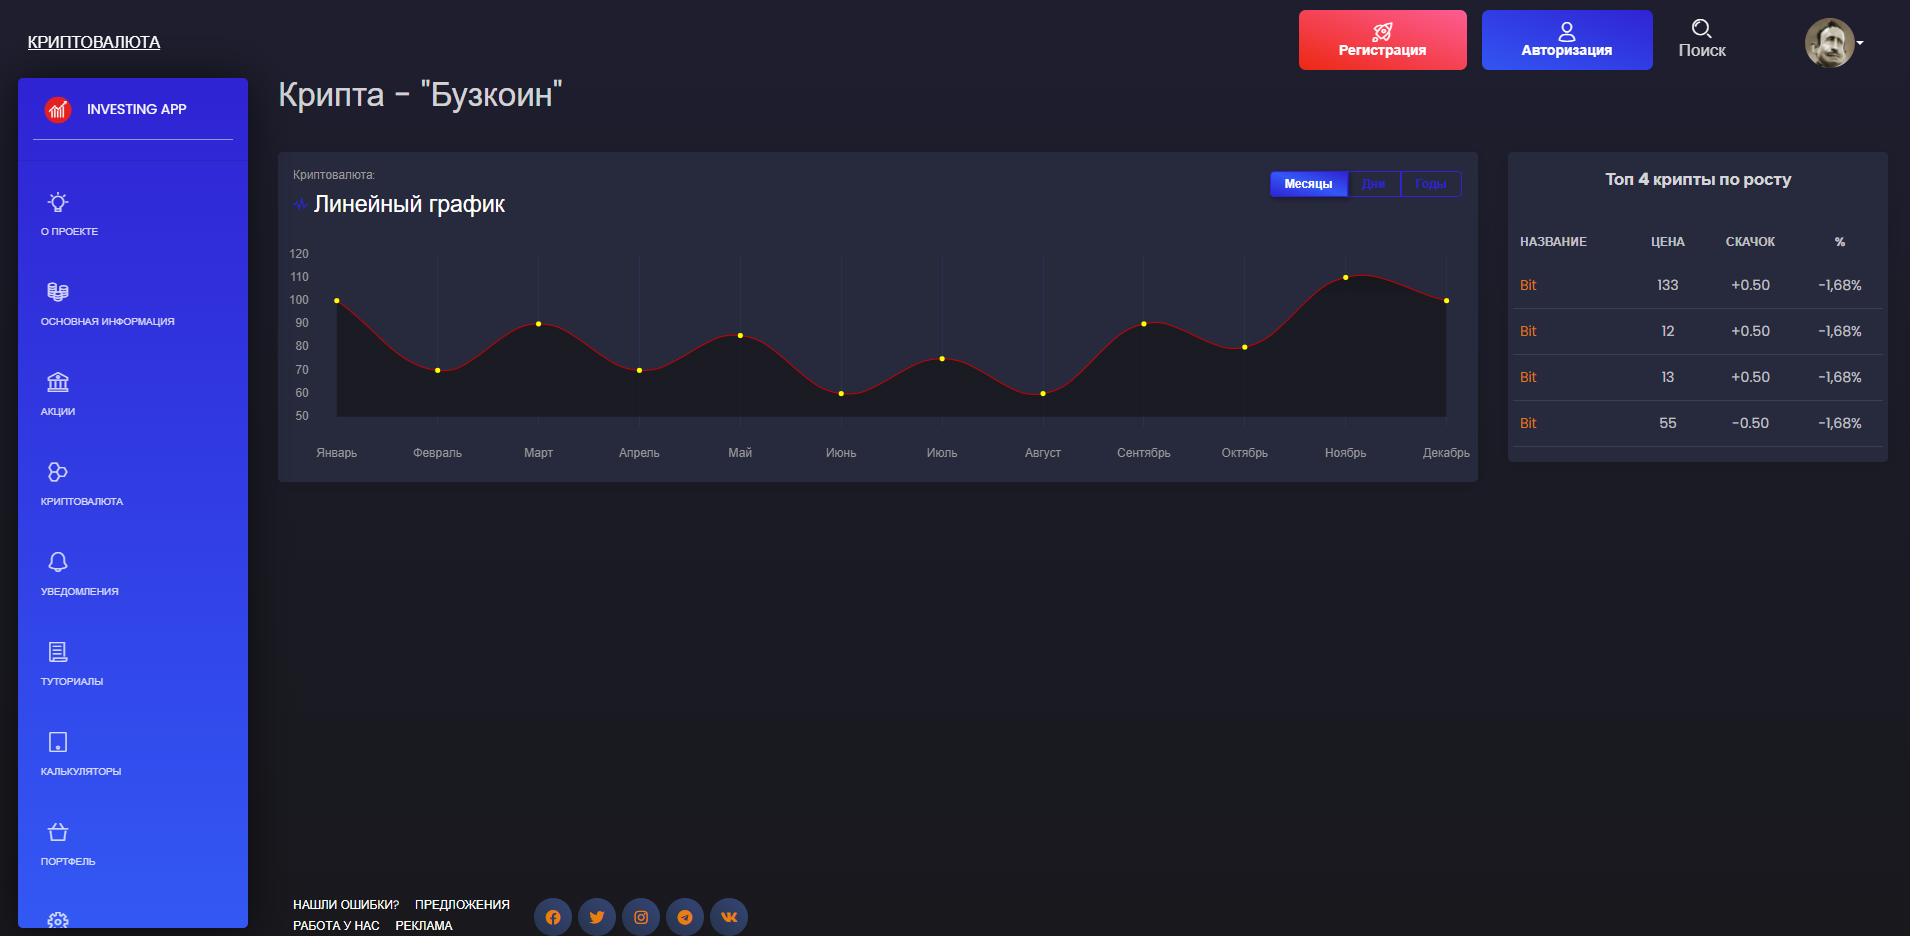 КРИПТОВАЛЮТА
Регистрация
Авторизация
Поиск
INVESTING APP
О ПРОЕКТЕ
ОСНОВНАЯ ИНФОРМАЦИЯ
АКЦИИ
КРИПТОВАЛЮТА
УВЕДОМЛЕНИЯ
ТУТОРИАЛЫ
КАЛЬКУЛЯТОРЫ
ПОРТФЕЛЬ
Крипта - "Бузкоин"
Криптовалюта:
Линейный график
Месяцы Дни Годы
120
110
100
90
80
70
60
50
Январь Февраль Март Апрель Май Июнь Июль Август Сентябрь Октябрь Ноябрь Декабрь
Топ 4 крипты по росту
НАЗВАНИЕ ЦЕНА СКАЧОК %
Bit 133 +0.50 -1,68%
Bit 12 +0.50 -1,68%
Bit 13 +0.50 -1,68%
Bit 55 -0.50 -1,68%
НАШЛИ ОШИБКИ? ПРЕДЛОЖЕНИЯ
РАБОТА У НАС РЕКЛАМА